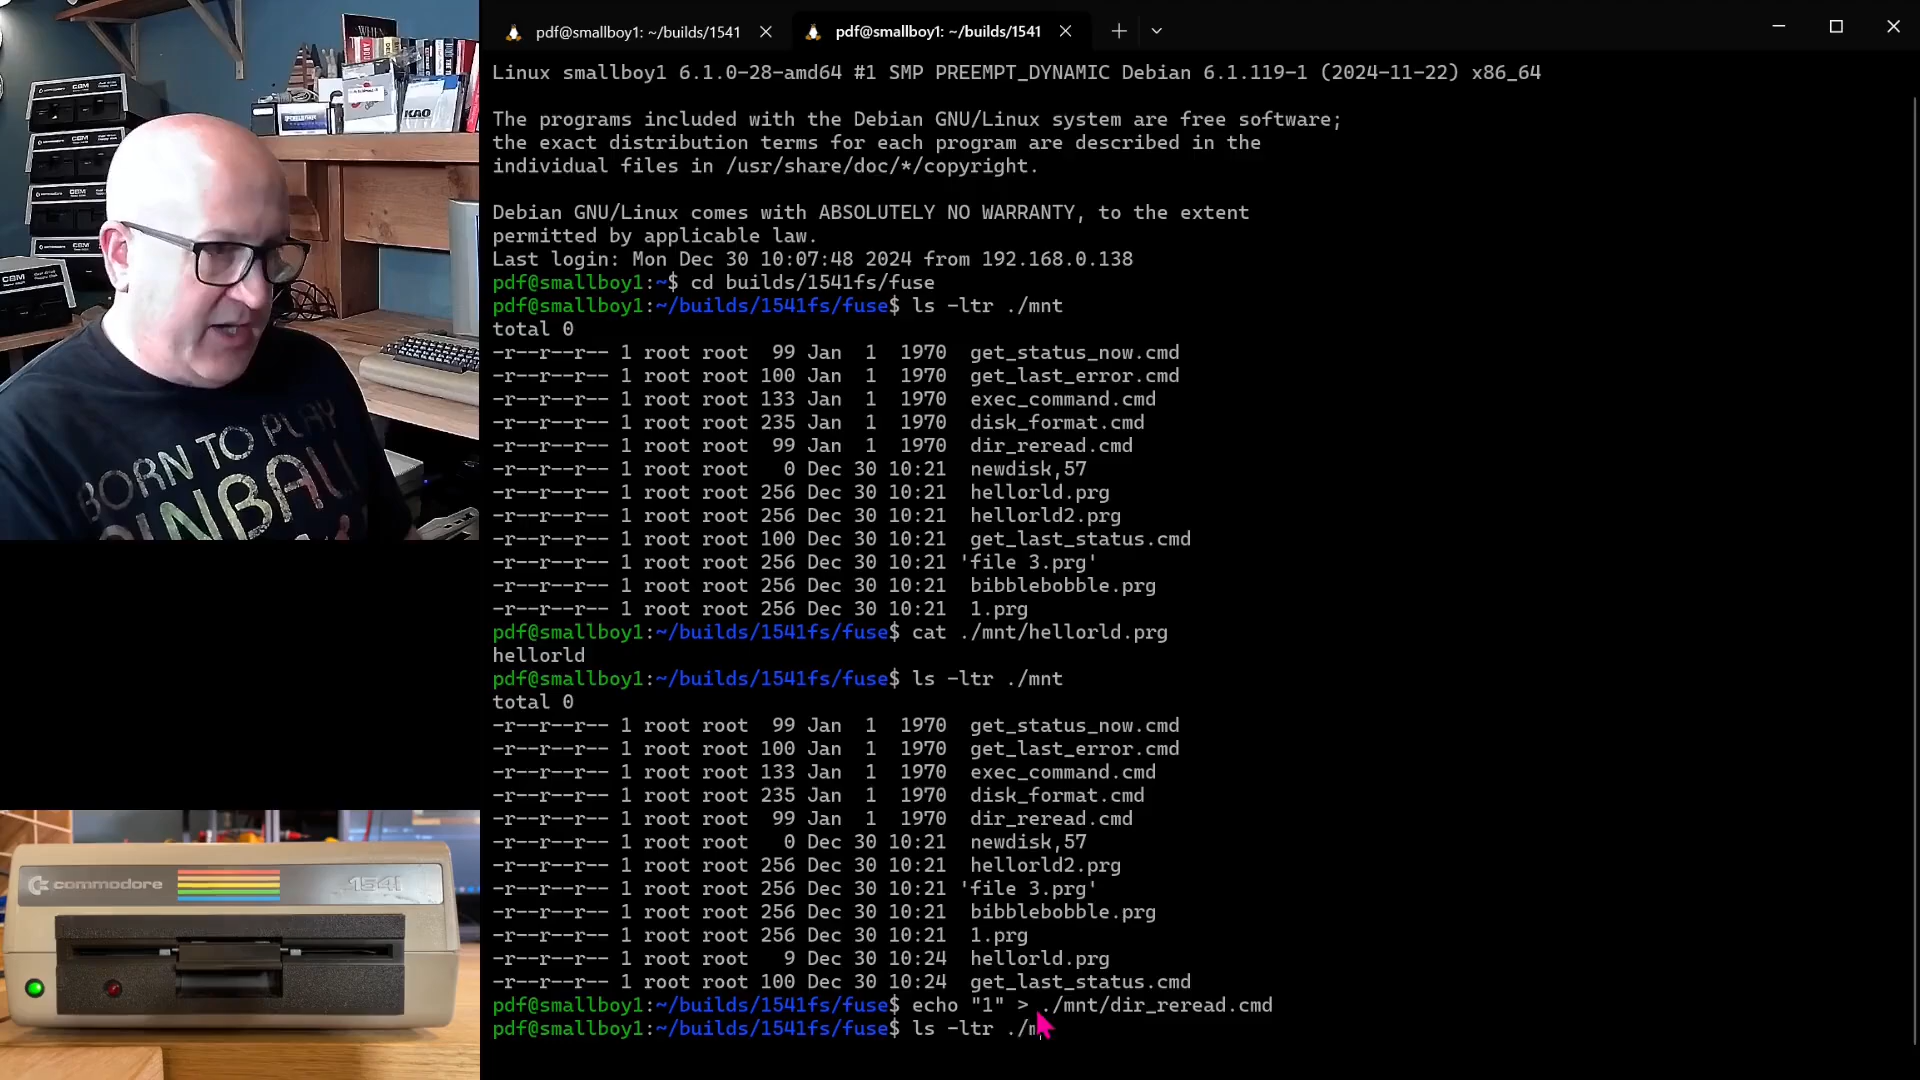 pdf@smallboy1: ~/builds/1541
pdf@smallboy1: ~/builds/1541
Linux smallboy1 6.1.0-28-amd64 #1 SMP PREEMPT_DYNAMIC Debian 6.1.119-1 (2024-11-22) x86_64
The programs included with the Debian GNU/Linux system are free software;
the exact distribution terms for each program are described in the
individual files in /usr/share/doc/*/copyright.
Debian GNU/Linux comes with ABSOLUTELY NO WARRANTY, to the extent
permitted by applicable law.
Last login: Mon Dec 30 10:07:48 2024 from 192.168.0.138
pdf@smallboy1:~$ cd builds/1541fs/fuse
pdf@smallboy1:~/builds/1541fs/fuse$ ls -ltr ./mnt
total 0
-r--r--r-- 1 root root  99 Jan  1  1970  get_status_now.cmd
-r--r--r-- 1 root root 100 Jan  1  1970  get_last_error.cmd
-r--r--r-- 1 root root 133 Jan  1  1970  exec_command.cmd
-r--r--r-- 1 root root 235 Jan  1  1970  disk_format.cmd
-r--r--r-- 1 root root  99 Jan  1  1970  dir_reread.cmd
-r--r--r-- 1 root root   0 Dec 30 10:21  newdisk,57
-r--r--r-- 1 root root 256 Dec 30 10:21  hellorld.prg
-r--r--r-- 1 root root 256 Dec 30 10:21  hellorld2.prg
-r--r--r-- 1 root root 100 Dec 30 10:21  get_last_status.cmd
-r--r--r-- 1 root root 256 Dec 30 10:21 'file 3.prg'
-r--r--r-- 1 root root 256 Dec 30 10:21  bibblebobble.prg
-r--r--r-- 1 root root 256 Dec 30 10:21  1.prg
pdf@smallboy1:~/builds/1541fs/fuse$ cat ./mnt/hellorld.prg
hellorld
pdf@smallboy1:~/builds/1541fs/fuse$ ls -ltr ./mnt
total 0
-r--r--r-- 1 root root  99 Jan  1  1970  get_status_now.cmd
-r--r--r-- 1 root root 100 Jan  1  1970  get_last_error.cmd
-r--r--r-- 1 root root 133 Jan  1  1970  exec_command.cmd
-r--r--r-- 1 root root 235 Jan  1  1970  disk_format.cmd
-r--r--r-- 1 root root  99 Jan  1  1970  dir_reread.cmd
-r--r--r-- 1 root root   0 Dec 30 10:21  newdisk,57
-r--r--r-- 1 root root 256 Dec 30 10:21  hellorld2.prg
-r--r--r-- 1 root root 256 Dec 30 10:21 'file 3.prg'
-r--r--r-- 1 root root 256 Dec 30 10:21  bibblebobble.prg
-r--r--r-- 1 root root 256 Dec 30 10:21  1.prg
-r--r--r-- 1 root root   9 Dec 30 10:24  hellorld.prg
-r--r--r-- 1 root root 100 Dec 30 10:24  get_last_status.cmd
pdf@smallboy1:~/builds/1541fs/fuse$ echo "1" > ./mnt/dir_reread.cmd
pdf@smallboy1:~/builds/1541fs/fuse$ ls -ltr ./m
WHEN
KAO
CBM
CBM
CBM
CBM
BORN TO PLAY
PINBALL
commodore
1541